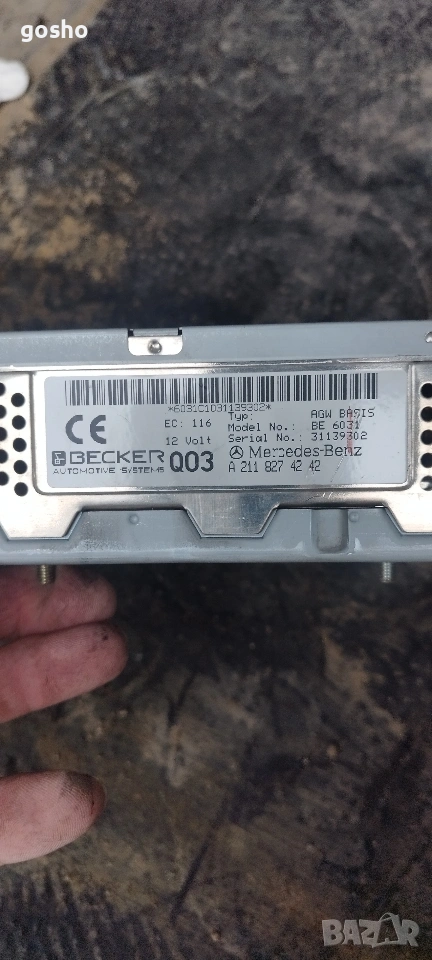 gosho
*6031C1031139302*
Typ: AGW BASIS
EC: 116 Model No.: BE 6031
12 Volt Serial No.: 31139302
CE
BECKER Q03 Mercedes-Benz
AUTOMOTIVE SYSTEMS A 211 827 42 42
BAZAR